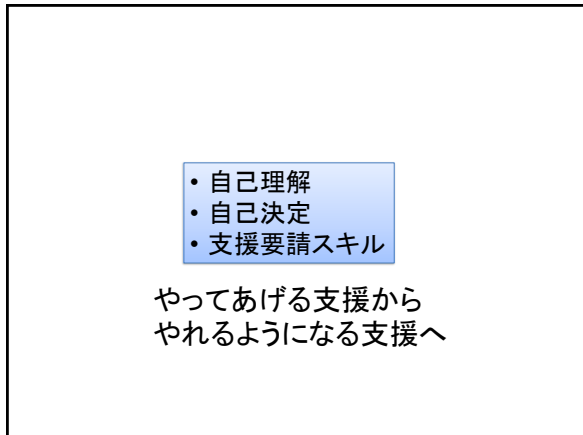 • 自己理解
• 自己決定
• 支援要請スキル
やってあげる支援から
やれるようになる支援へ